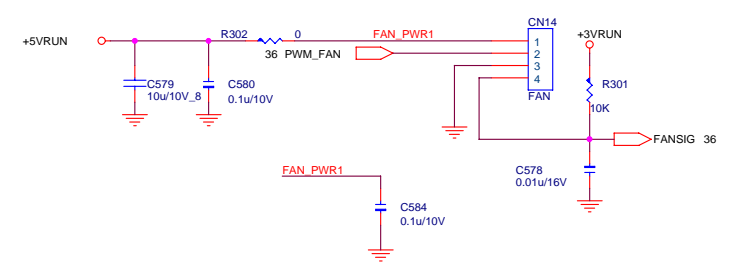 CN14
+5VRUN
R302
0
FAN_PWR1
+3VRUN
1
36 PWM_FAN
2
3
4
FAN
R301
10K
C579
10u/10V_8
C580
0.1u/10V
FANSIG 36
C578
0.01u/16V
FAN_PWR1
C584
0.1u/10V